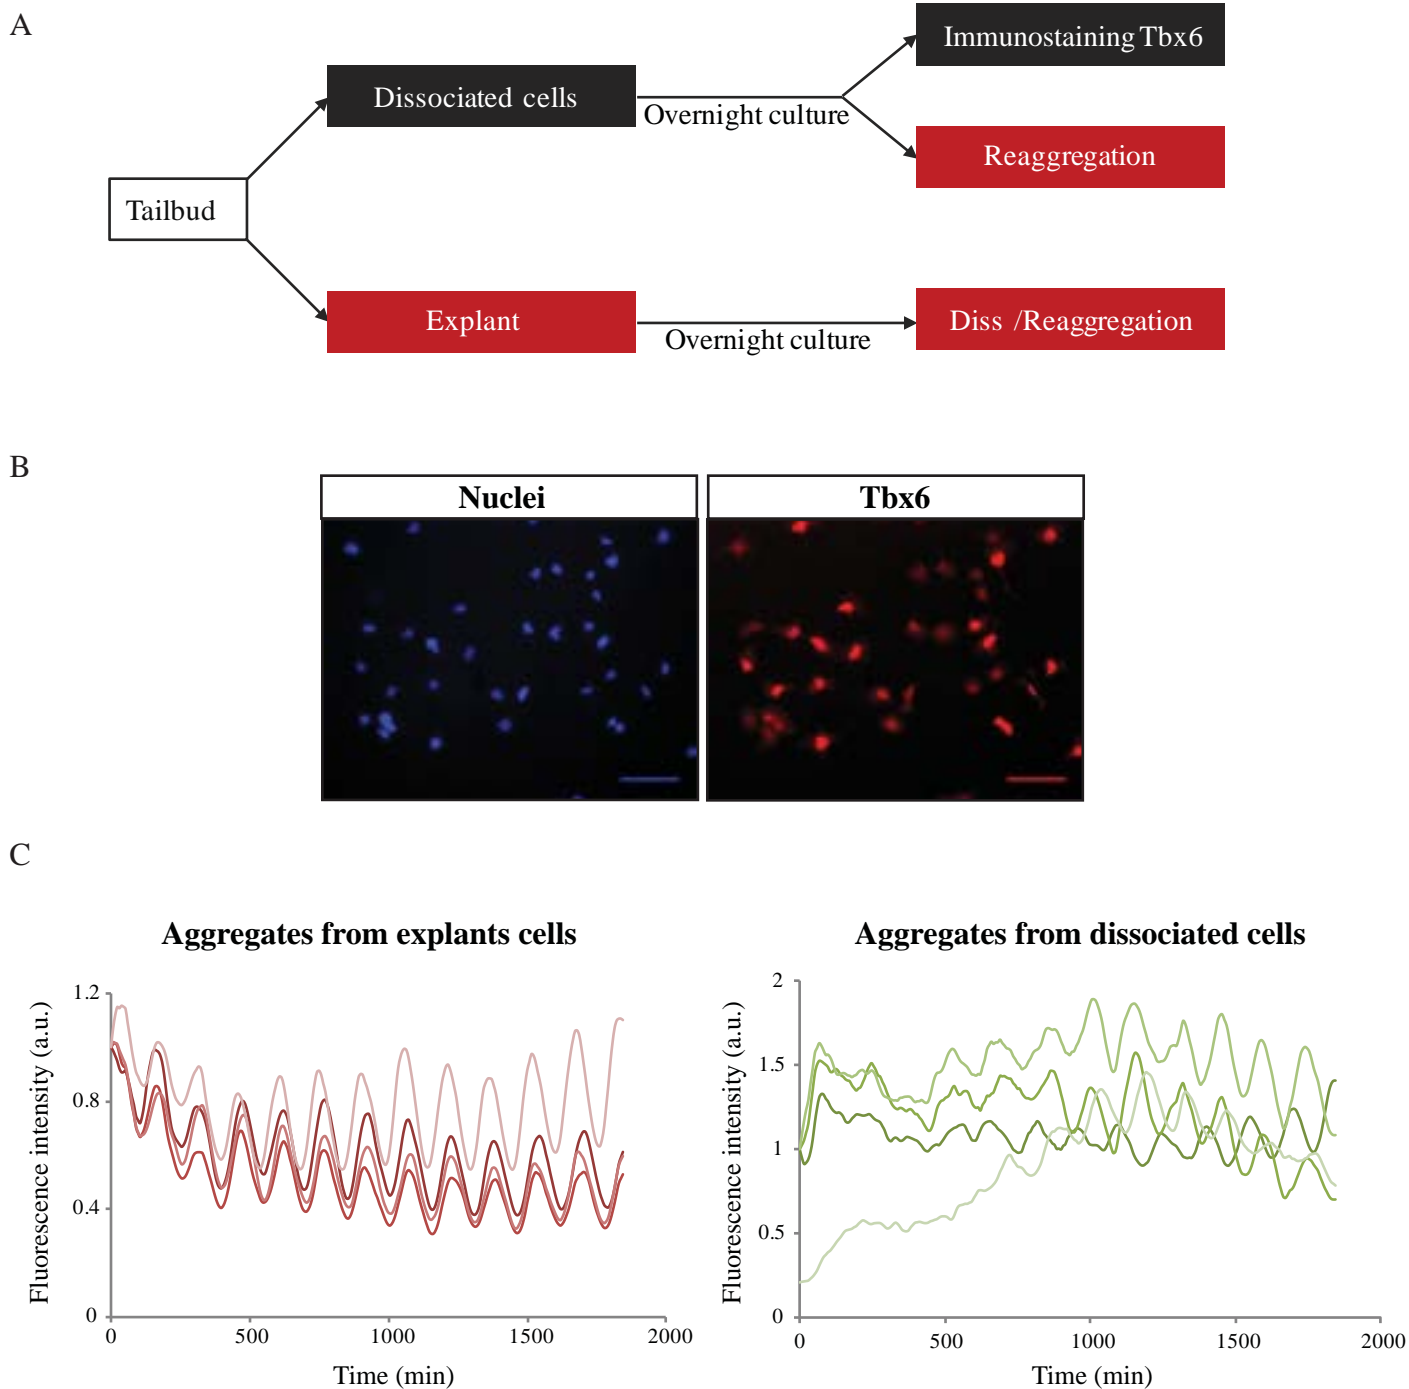 A
Immunostaining Tbx6
Dissociated cells
Overnight culture
Reaggregation
Tailbud
Explant
Overnight culture
Diss /Reaggregation
B
Nuclei
Tbx6
C
Aggregates from explants cells
Fluorescence intensity (a.u.)
1.2
0.8
0.4
0
0
500
1000
1500
2000
Time (min)
Aggregates from dissociated cells
Fluorescence intensity (a.u.)
2
1.5
1
0.5
0
0
500
1000
1500
2000
Time (min)